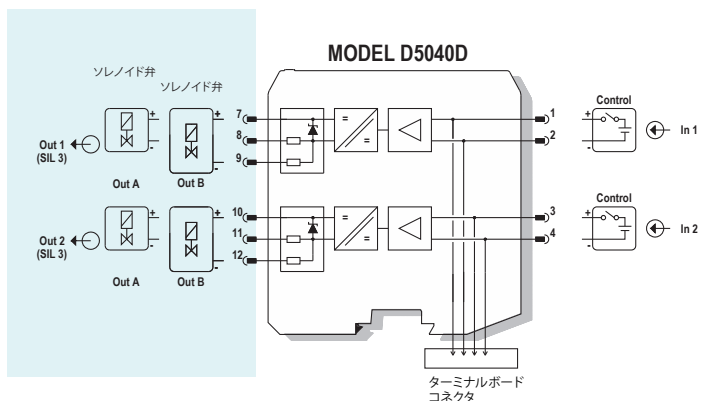 MODEL D5040D
ソレノイド弁
ソレノイド弁
Control
+ - + - 7 8 9 = = 1 2 + -
Out 1
(SIL 3)
In 1
Out A
Out B
Control
+ - + - 10 11 12 = = 3 4 + -
Out 2
(SIL 3)
In 2
Out A
Out B
ターミナルボード
コネクタ